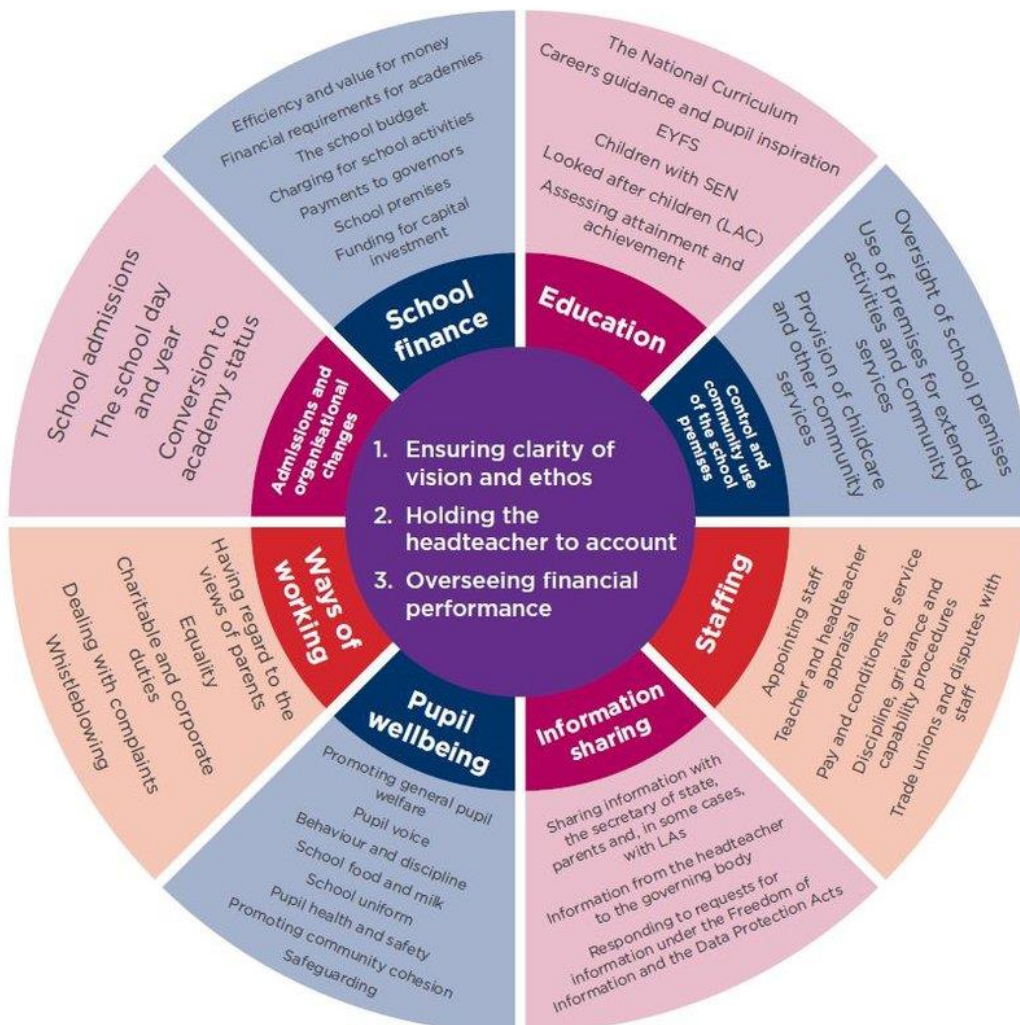 Efficiency and value for money
Financial requirements for academies
The school budget
Charging for school activities
Payments to governors
School premises
Funding for capital
investment
School
finance
The National Curriculum
Careers guidance and pupil inspiration
EYFS
Children with SEN
Looked after children (LAC)
Assessing attainment and
achievement
Education
Oversight of school premises
Use of premises for extended
activities and community
services
Provision of childcare
and other community
services
Control and
community use
of the school
premises
Appointing staff
Teacher and headteacher
appraisal
Pay and conditions of service
Discipline, grievance and
capability procedures
Trade unions and disputes with
staff
Staffing
Information
sharing
Sharing information with
the secretary of state,
parents and, in some cases,
with LAs
Information from the headteacher
to the governing body
Responding to requests for
information under the Freedom of
Information and the Data Protection Acts
Pupil
wellbeing
Promoting general pupil
welfare
Pupil voice
Behaviour and discipline
School food and milk
School uniform
Pupil health and safety
Promoting community cohesion
Safeguarding
Ways of
working
Having regard to the
views of parents
Equality
Charitable and corporate
duties
Dealing with complaints
Whistleblowing
School admissions
The school day
and year
Conversion to
academy status
Admissions and
organisational
changes
1. Ensuring clarity of
vision and ethos
2. Holding the
headteacher to account
3. Overseeing financial
performance